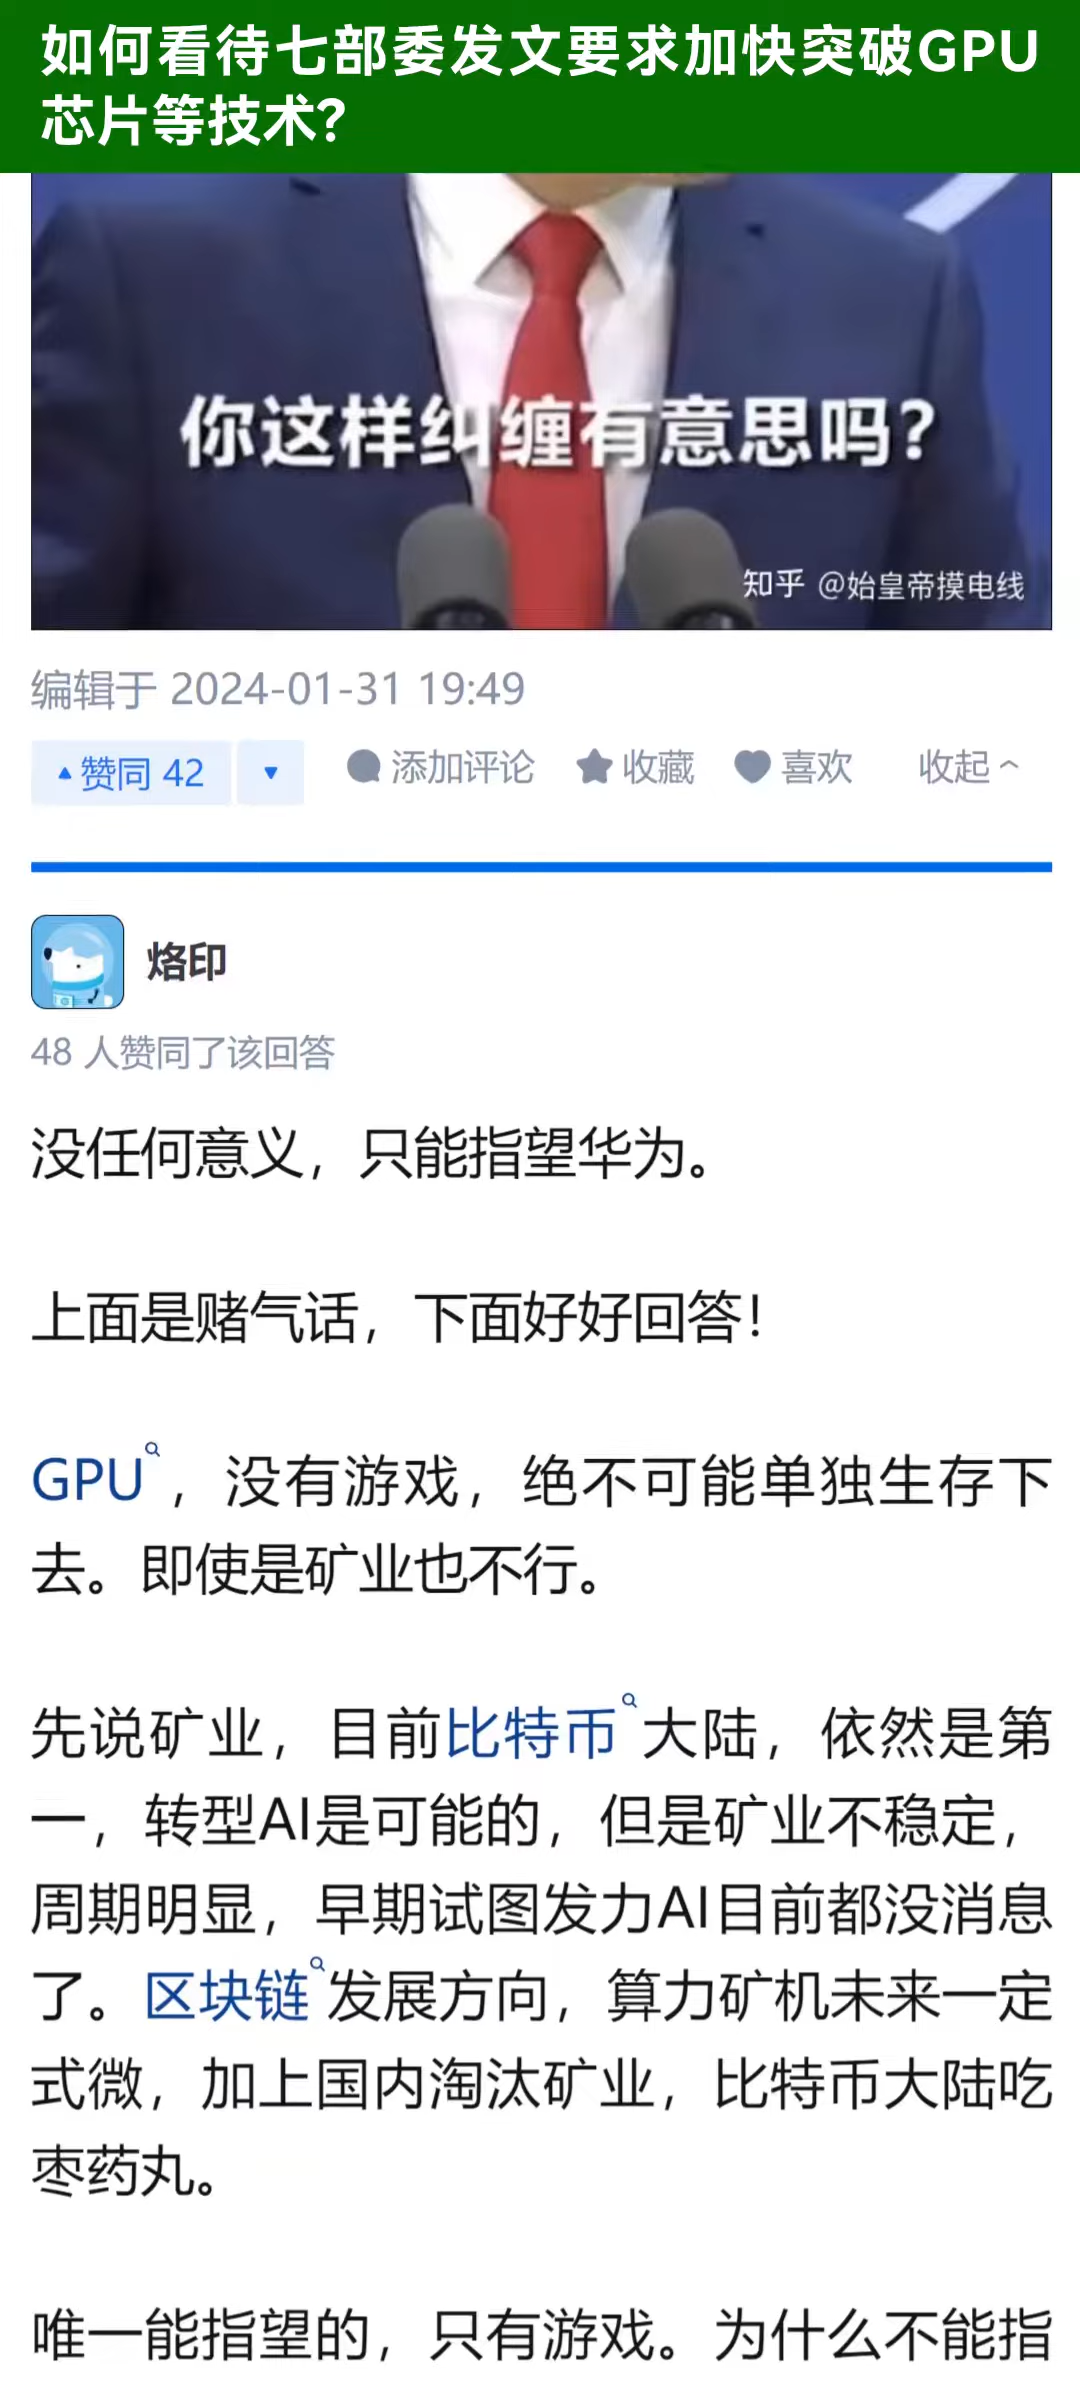 如何看待七部委发文要求加快突破GPU
芯片等技术？
你这样纠缠有意思吗？
知乎 @始皇帝摸电线
编辑于 2024-01-31 19:49
赞同 42 添加评论 收藏 喜欢 收起
烙印
48 人赞同了该回答
没任何意义，只能指望华为。
上面是赌气话，下面好好回答！
GPU，没有游戏，绝不可能单独生存下
去。即使是矿业也不行。
先说矿业，目前比特币大陆，依然是第
一，转型AI是可能的，但是矿业不稳定，
周期明显，早期试图发力AI目前都没消息
了。区块链发展方向，算力矿机未来一定
式微，加上国内淘汰矿业，比特币大陆吃
枣药丸。
唯一能指望的，只有游戏。为什么不能指